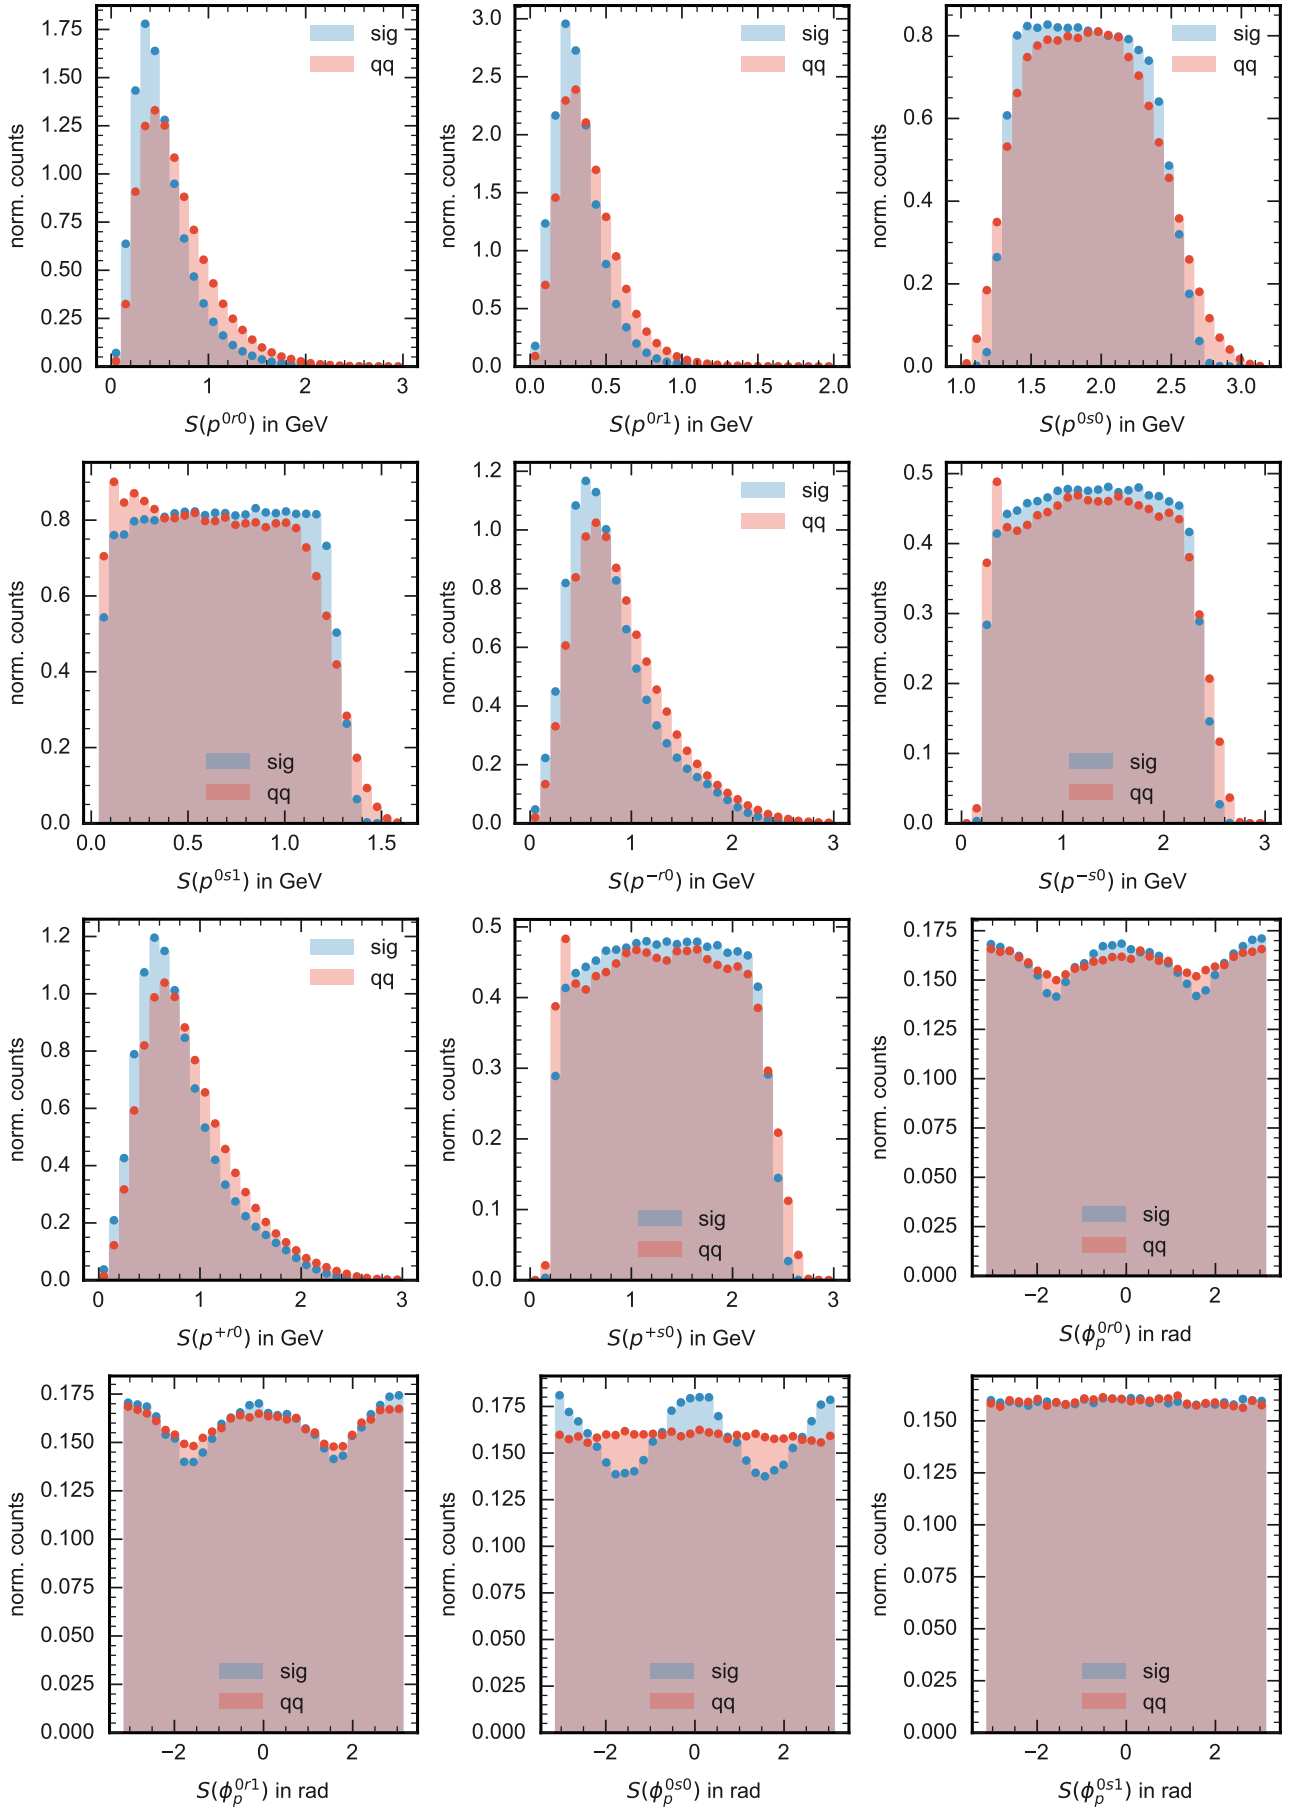 norm. counts
1.75
1.50
1.25
1.00
0.75
0.50
0.25
0.00
0 1 2 3
sig
qq
S(p^{0r0}) in GeV
norm. counts
3.0
2.5
2.0
1.5
1.0
0.5
0.0
0.0 0.5 1.0 1.5 2.0
sig
qq
S(p^{0r1}) in GeV
norm. counts
0.8
0.6
0.4
0.2
0.0
1.0 1.5 2.0 2.5 3.0
sig
qq
S(p^{0s0}) in GeV
norm. counts
0.8
0.6
0.4
0.2
0.0
0.0 0.5 1.0 1.5
sig
qq
S(p^{0s1}) in GeV
norm. counts
1.2
1.0
0.8
0.6
0.4
0.2
0.0
0 1 2 3
sig
qq
S(p^{−r0}) in GeV
norm. counts
0.5
0.4
0.3
0.2
0.1
0.0
0 1 2 3
sig
qq
S(p^{−s0}) in GeV
norm. counts
1.2
1.0
0.8
0.6
0.4
0.2
0.0
0 1 2 3
sig
qq
S(p^{+r0}) in GeV
norm. counts
0.5
0.4
0.3
0.2
0.1
0.0
0 1 2 3
sig
qq
S(p^{+s0}) in GeV
norm. counts
0.175
0.150
0.125
0.100
0.075
0.050
0.025
0.000
−2 0 2
sig
qq
S(ϕ_p^{0r0}) in rad
norm. counts
0.175
0.150
0.125
0.100
0.075
0.050
0.025
0.000
−2 0 2
sig
qq
S(ϕ_p^{0r1}) in rad
norm. counts
0.175
0.150
0.125
0.100
0.075
0.050
0.025
0.000
−2 0 2
sig
qq
S(ϕ_p^{0s0}) in rad
norm. counts
0.150
0.125
0.100
0.075
0.050
0.025
0.000
−2 0 2
sig
qq
S(ϕ_p^{0s1}) in rad